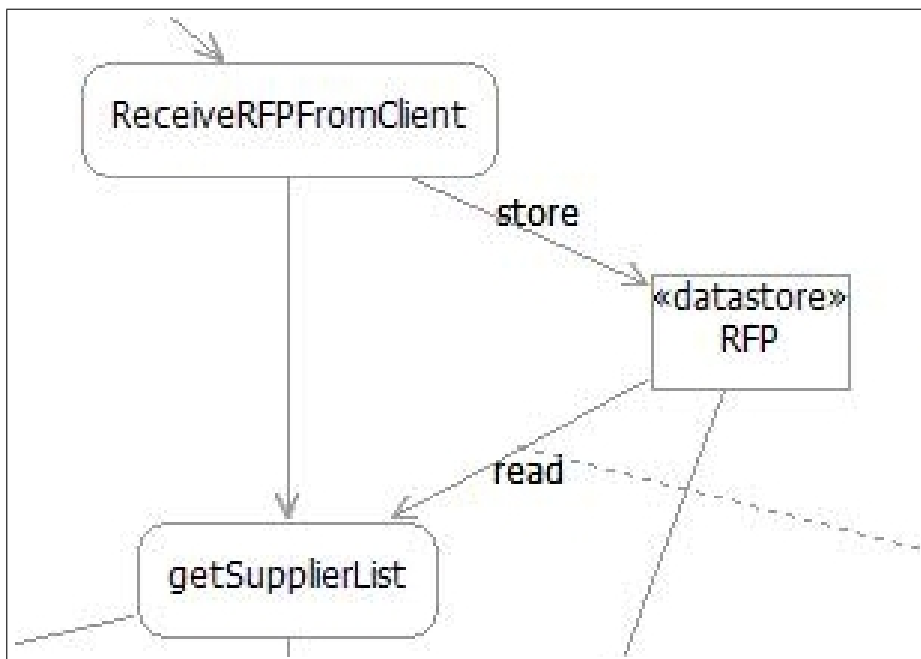 ReceiveRFPFromClient
store
«datastore»
RFP
read
getSupplierList